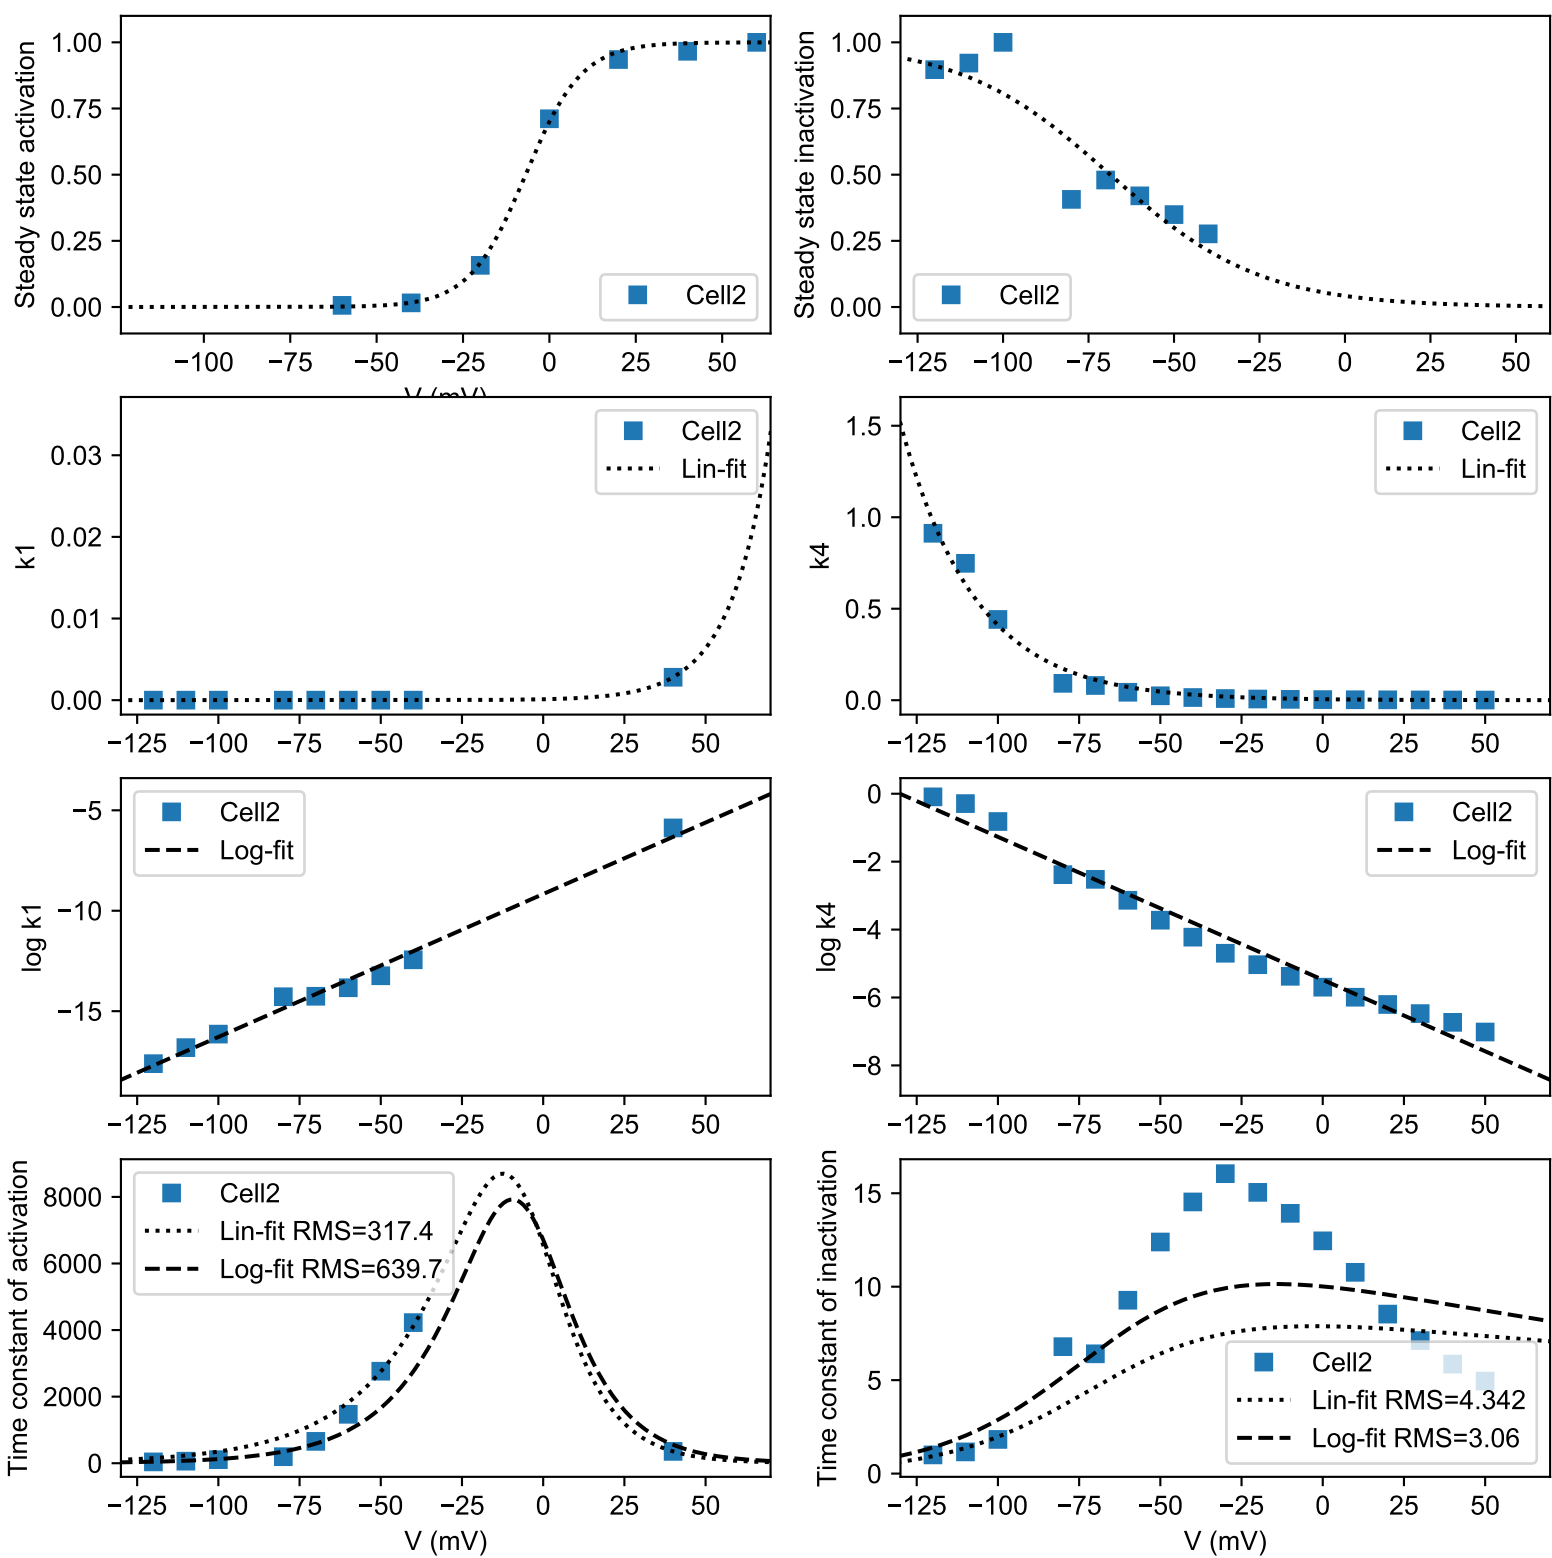 Steady state activation
1.00
0.75
0.50
0.25
0.00
Cell2
−100 −75 −50 −25 0 25 50
V (mV)
Steady state inactivation
1.00
0.75
0.50
0.25
0.00
Cell2
−125 −100 −75 −50 −25 0 25 50
k1
0.03
0.02
0.01
0.00
Cell2
Lin-fit
−125 −100 −75 −50 −25 0 25 50
k4
1.5
1.0
0.5
0.0
Cell2
Lin-fit
−125 −100 −75 −50 −25 0 25 50
log k1
−5
−10
−15
Cell2
Log-fit
−125 −100 −75 −50 −25 0 25 50
log k4
0
−2
−4
−6
−8
Cell2
Log-fit
−125 −100 −75 −50 −25 0 25 50
Time constant of activation
8000
6000
4000
2000
0
Cell2
Lin-fit RMS=317.4
Log-fit RMS=639.7
−125 −100 −75 −50 −25 0 25 50
V (mV)
Time constant of inactivation
15
10
5
0
Cell2
Lin-fit RMS=4.342
Log-fit RMS=3.06
−125 −100 −75 −50 −25 0 25 50
V (mV)